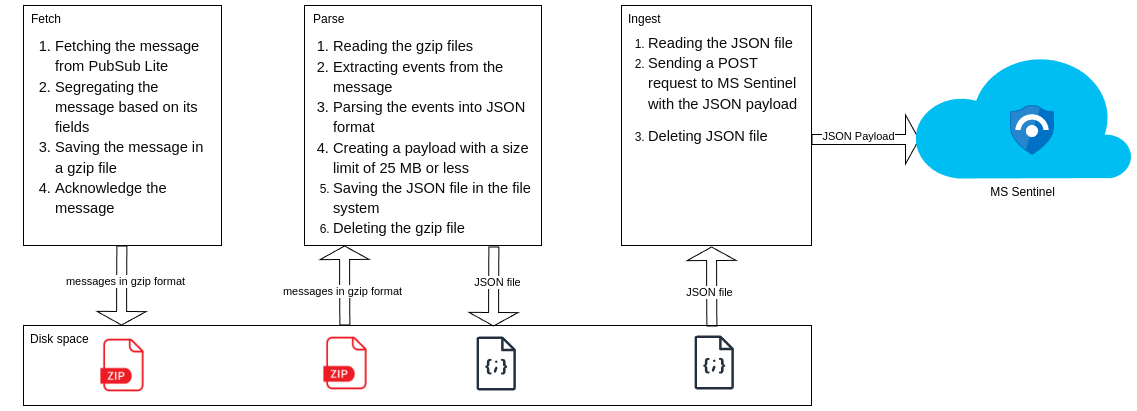 Fetch
1. Fetching the message
from PubSub Lite
2. Segregating the
message based on its
fields
3. Saving the message in
a gzip file
4. Acknowledge the
message
Parse
1. Reading the gzip files
2. Extracting events from the
message
3. Parsing the events into JSON
format
4. Creating a payload with a size
limit of 25 MB or less
5. Saving the JSON file in the file
system
6. Deleting the gzip file
Ingest
1. Reading the JSON file
2. Sending a POST
request to MS Sentinel
with the JSON payload
3. Deleting JSON file
JSON Payload
MS Sentinel
messages in gzip format
messages in gzip format
JSON file
JSON file
Disk space
ZIP
ZIP
{;}
{;}